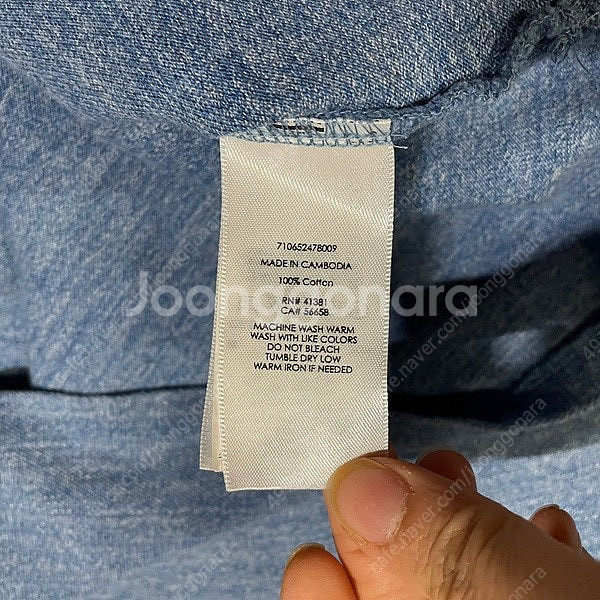 710652478009
MADE IN CAMBODIA
100% Cotton
Joonggonara
RN# 41381
CA# 56658
MACHINE WASH WARM
WASH WITH LIKE COLORS
DO NOT BLEACH
TUMBLE DRY LOW
WARM IRON IF NEEDED